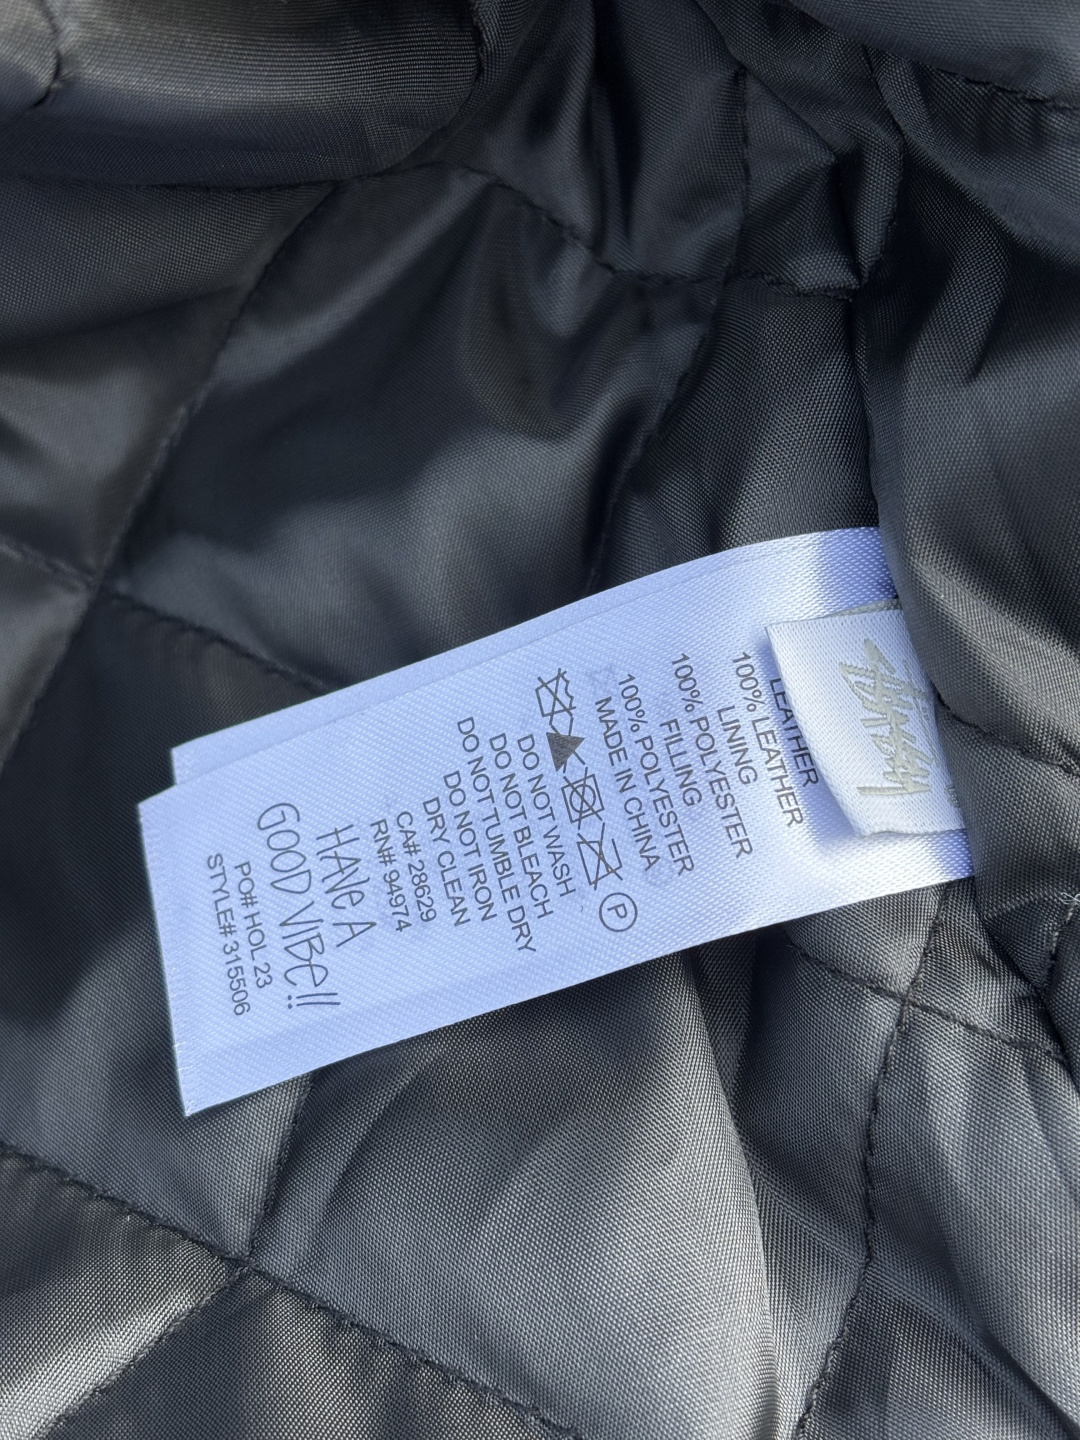 LEATHER
100% LEATHER
LINING
100% POLYESTER
FILLING
100% POLYESTER
MADE IN CHINA
P
DO NOT WASH
DO NOT BLEACH
DO NOT TUMBLE DRY
DO NOT IRON
DRY CLEAN
CA# 28629
RN# 94974
HAVE A
GOOD VIBE!!
PO# HOL 23
STYLE# 315506